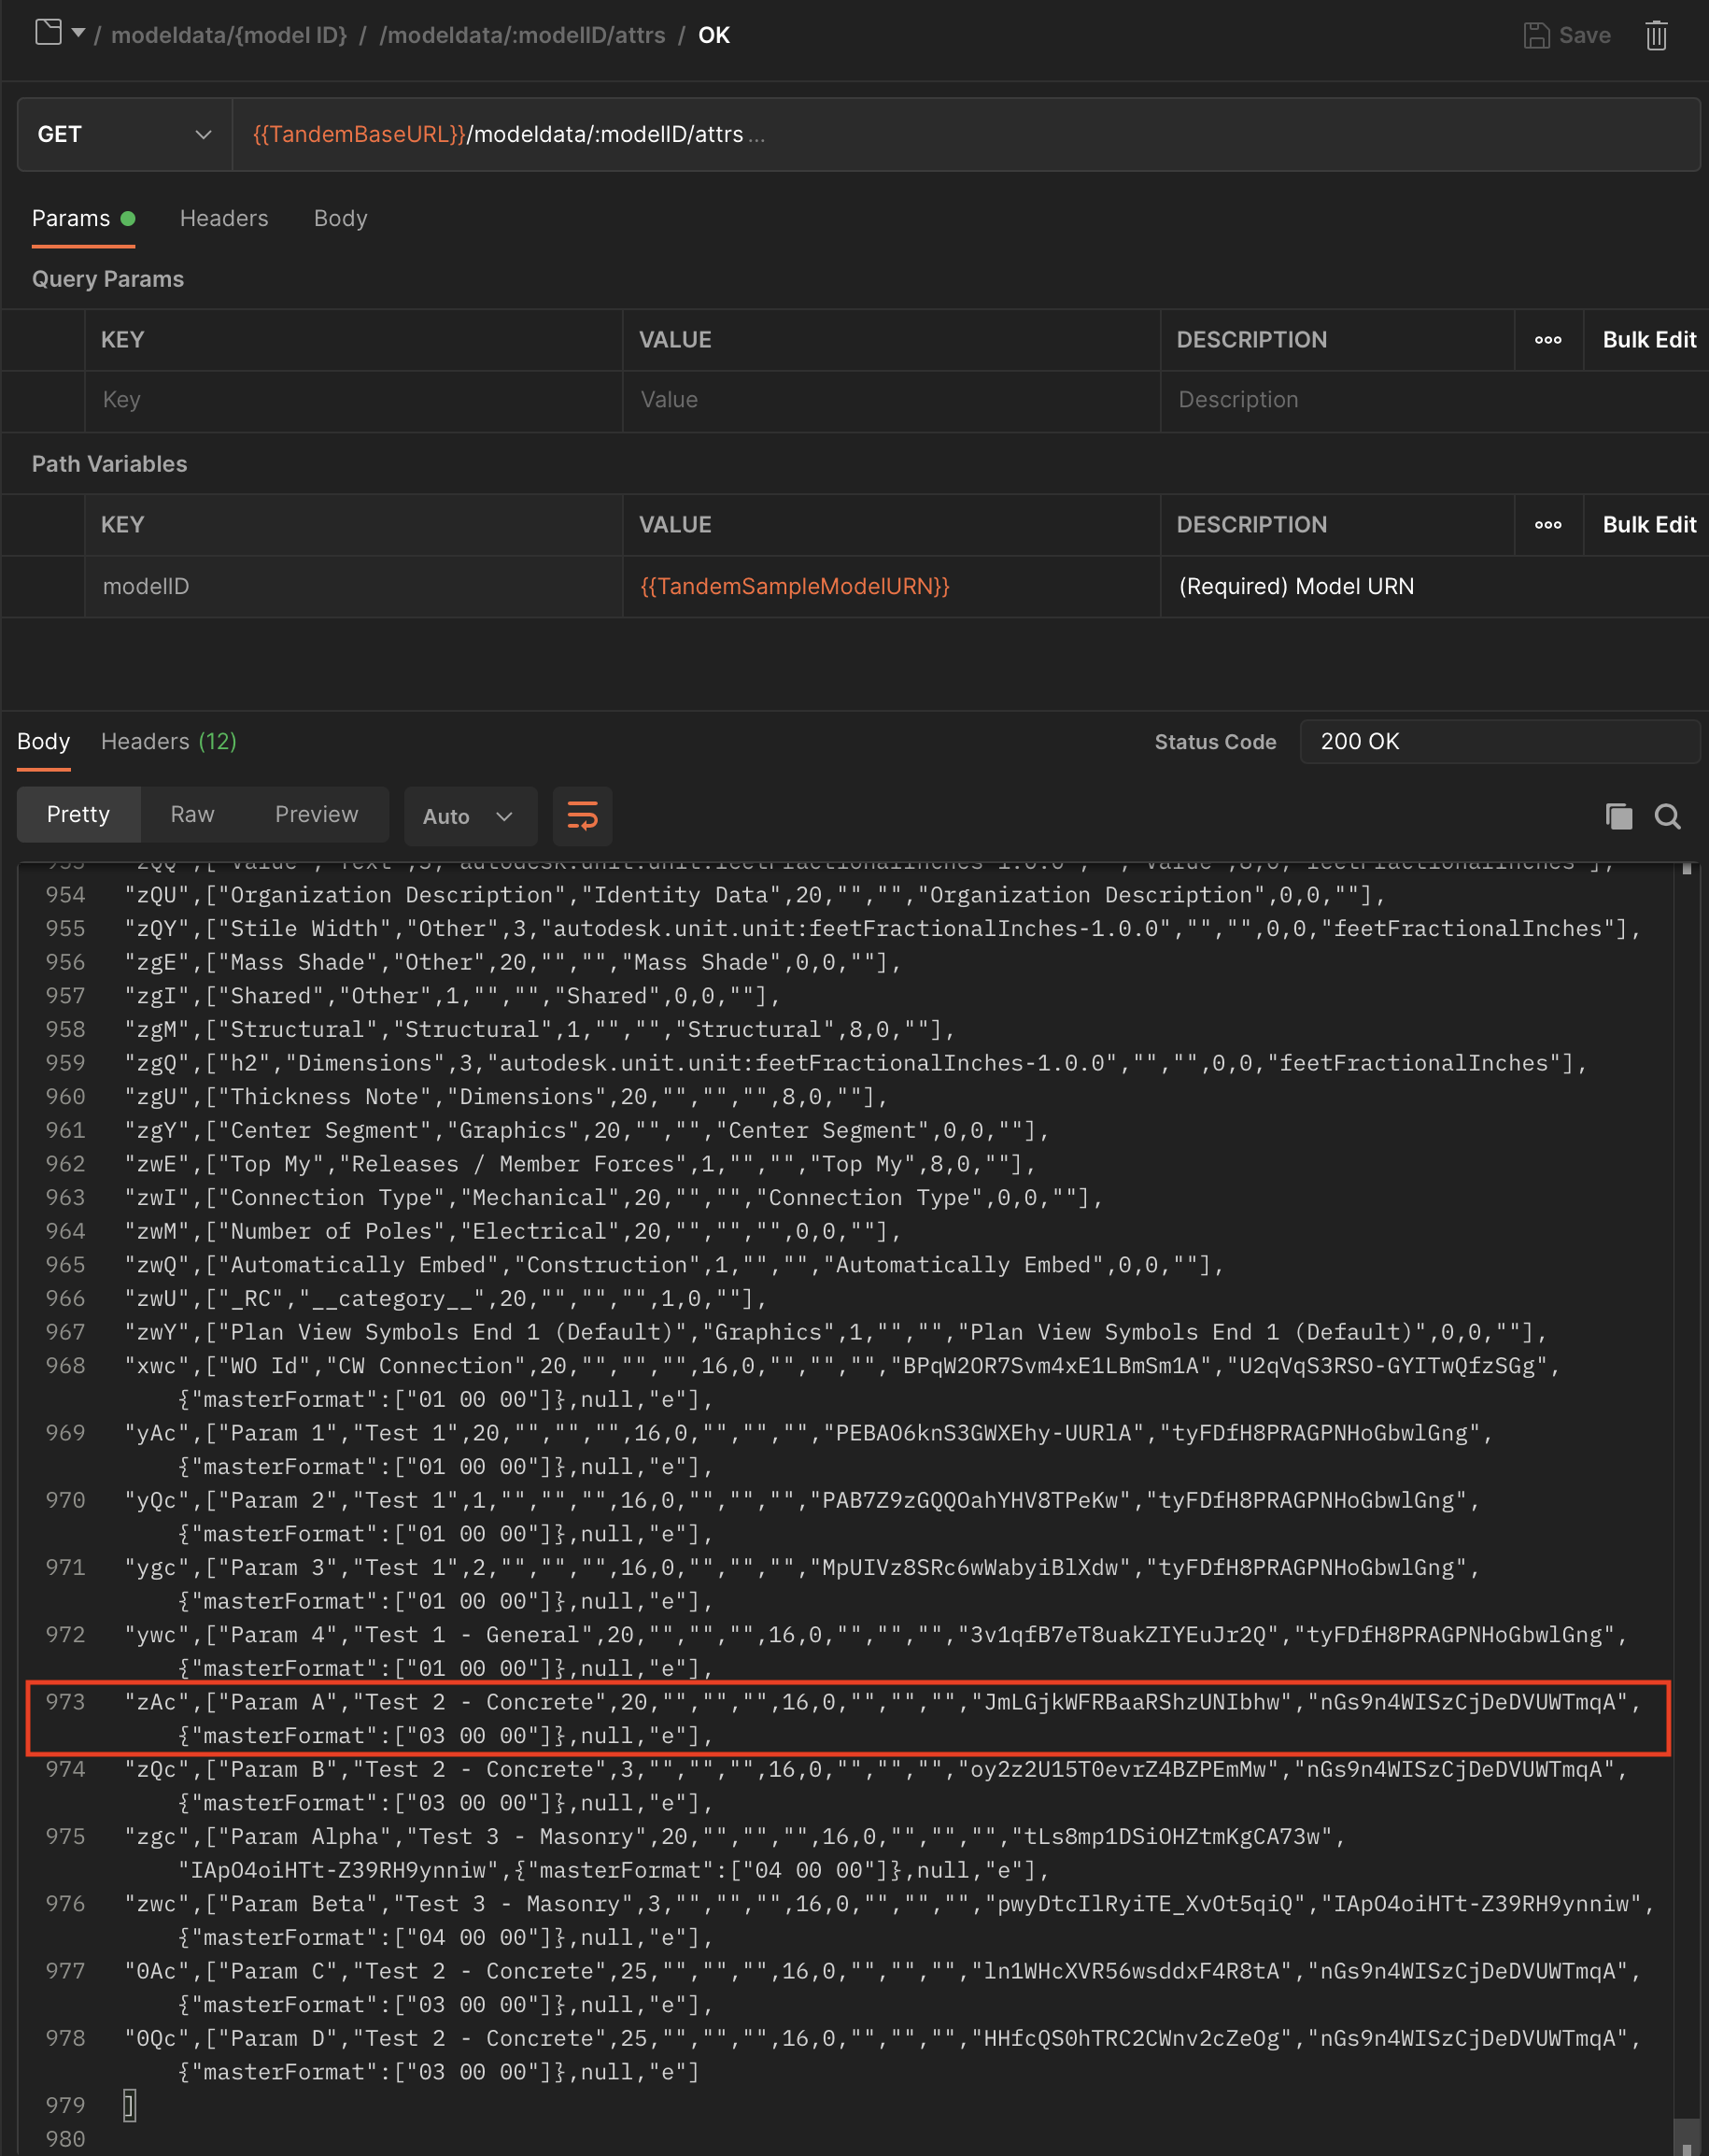 / modeldata/{model ID} / /modeldata/:modelID/attrs / OK
Save
GET
{{TandemBaseURL}}/modeldata/:modelID/attrs ...
Params
Headers
Body
Query Params
KEY VALUE DESCRIPTION ooo Bulk Edit
Key Value Description
Path Variables
KEY VALUE DESCRIPTION ooo Bulk Edit
modelID {{TandemSampleModelURN}} (Required) Model URN
Body Headers (12) Status Code 200 OK
Pretty Raw Preview Auto
954 "zQU",["Organization Description","Identity Data",20,"","","Organization Description",0,0,""],
955 "zQY",["Stile Width","Other",3,"autodesk.unit.unit:feetFractionalInches-1.0.0","","",0,0,"feetFractionalInches"],
956 "zgE",["Mass Shade","Other",20,"","","Mass Shade",0,0,""],
957 "zgI",["Shared","Other",1,"","","Shared",0,0,""],
958 "zgM",["Structural","Structural",1,"","","Structural",8,0,""],
959 "zgQ",["h2","Dimensions",3,"autodesk.unit.unit:feetFractionalInches-1.0.0","","",0,0,"feetFractionalInches"],
960 "zgU",["Thickness Note","Dimensions",20,"","","",8,0,""],
961 "zgY",["Center Segment","Graphics",20,"","","Center Segment",0,0,""],
962 "zwE",["Top My","Releases / Member Forces",1,"","","Top My",8,0,""],
963 "zwI",["Connection Type","Mechanical",20,"","","Connection Type",0,0,""],
964 "zwM",["Number of Poles","Electrical",20,"","","",0,0,""],
965 "zwQ",["Automatically Embed","Construction",1,"","","Automatically Embed",0,0,""],
966 "zwU",["_RC","__category__",20,"","","",1,0,""],
967 "zwY",["Plan View Symbols End 1 (Default)","Graphics",1,"","","Plan View Symbols End 1 (Default)",0,0,""],
968 "xwc",["WO Id","CW Connection",20,"","","",16,0,"","","","BPqW2OR7Svm4xE1LBmSm1A","U2qVqS3RSO-GYITwQfzSGg",
{"masterFormat":["01 00 00"]},null,"e"],
969 "yAc",["Param 1","Test 1",20,"","","",16,0,"","","","PEBAO6knS3GWXEhy-UURlA","tyFDfH8PRAGPNHoGbwlGng",
{"masterFormat":["01 00 00"]},null,"e"],
970 "yQc",["Param 2","Test 1",1,"","","",16,0,"","","","PAB7Z9zGQQOahYHV8TPeKw","tyFDfH8PRAGPNHoGbwlGng",
{"masterFormat":["01 00 00"]},null,"e"],
971 "ygc",["Param 3","Test 1",2,"","","",16,0,"","","","MpUIVz8SRc6wWabyiBlXdw","tyFDfH8PRAGPNHoGbwlGng",
{"masterFormat":["01 00 00"]},null,"e"],
972 "ywc",["Param 4","Test 1 - General",20,"","","",16,0,"","","","3v1qfB7eT8uakZIYEuJr2Q","tyFDfH8PRAGPNHoGbwlGng",
{"masterFormat":["01 00 00"]},null,"e"],
973 "zAc",["Param A","Test 2 - Concrete",20,"","","",16,0,"","","","JmLGjkWFRBaaRShzUNIbhw","nGs9n4WISzCjDeDVUWTmqA",
{"masterFormat":["03 00 00"]},null,"e"],
974 "zQc",["Param B","Test 2 - Concrete",3,"","","",16,0,"","","","oy2z2U15T0evrZ4BZPEmMw","nGs9n4WISzCjDeDVUWTmqA",
{"masterFormat":["03 00 00"]},null,"e"],
975 "zgc",["Param Alpha","Test 3 - Masonry",20,"","","",16,0,"","","","tLs8mp1DSiOHZtmKgCA73w",
"IApO4oiHTt-Z39RH9ynniw",{"masterFormat":["04 00 00"]},null,"e"],
976 "zwc",["Param Beta","Test 3 - Masonry",3,"","","",16,0,"","","","pwyDtcIlRyiTE_XvOt5qiQ","IApO4oiHTt-Z39RH9ynniw",
{"masterFormat":["04 00 00"]},null,"e"],
977 "0Ac",["Param C","Test 2 - Concrete",25,"","","",16,0,"","","","ln1WHcXVR56wsddxF4R8tA","nGs9n4WISzCjDeDVUWTmqA",
{"masterFormat":["03 00 00"]},null,"e"],
978 "0Qc",["Param D","Test 2 - Concrete",25,"","","",16,0,"","","","HHfcQS0hTRC2CWnv2cZeOg","nGs9n4WISzCjDeDVUWTmqA",
{"masterFormat":["03 00 00"]},null,"e"]
979 ]
980